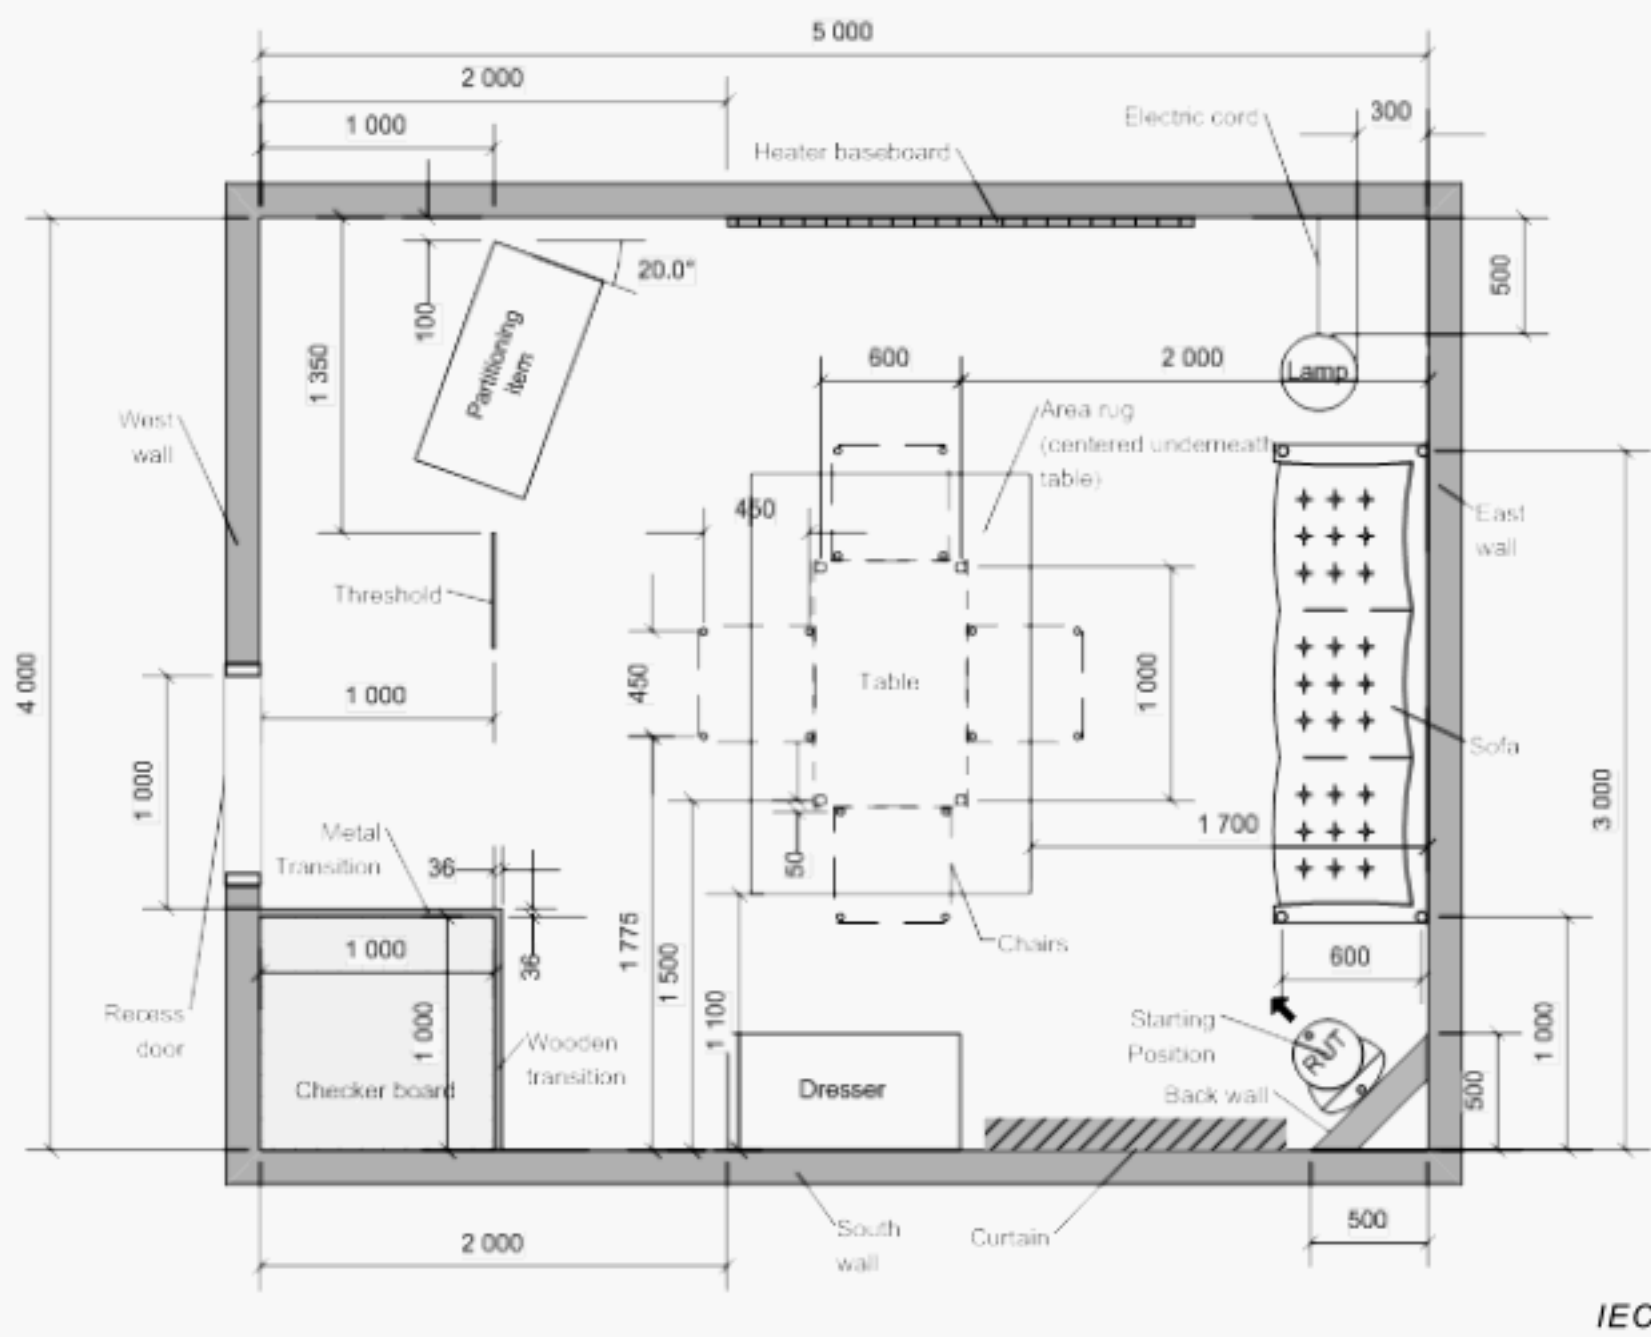 5 000
2 000
1 000
Electric cord
300
Heater baseboard
20.0°
100
500
Partitioning
item
1 350
600
2 000
Lamp
Area rug
(centered underneath
table)
West
wall
450
East
wall
Threshold
4 000
1 000
450
Table
1 000
Sofa
1 000
3 000
Metal
Transition
36
1 700
50
1 775
1 500
1 000
36
Chairs
600
1 100
Recess
door
1 000
Wooden
transition
Checker board
Dresser
Starting
Position
RUT
Back wall
500
1 000
2 000
South
wall
Curtain
500
IEC